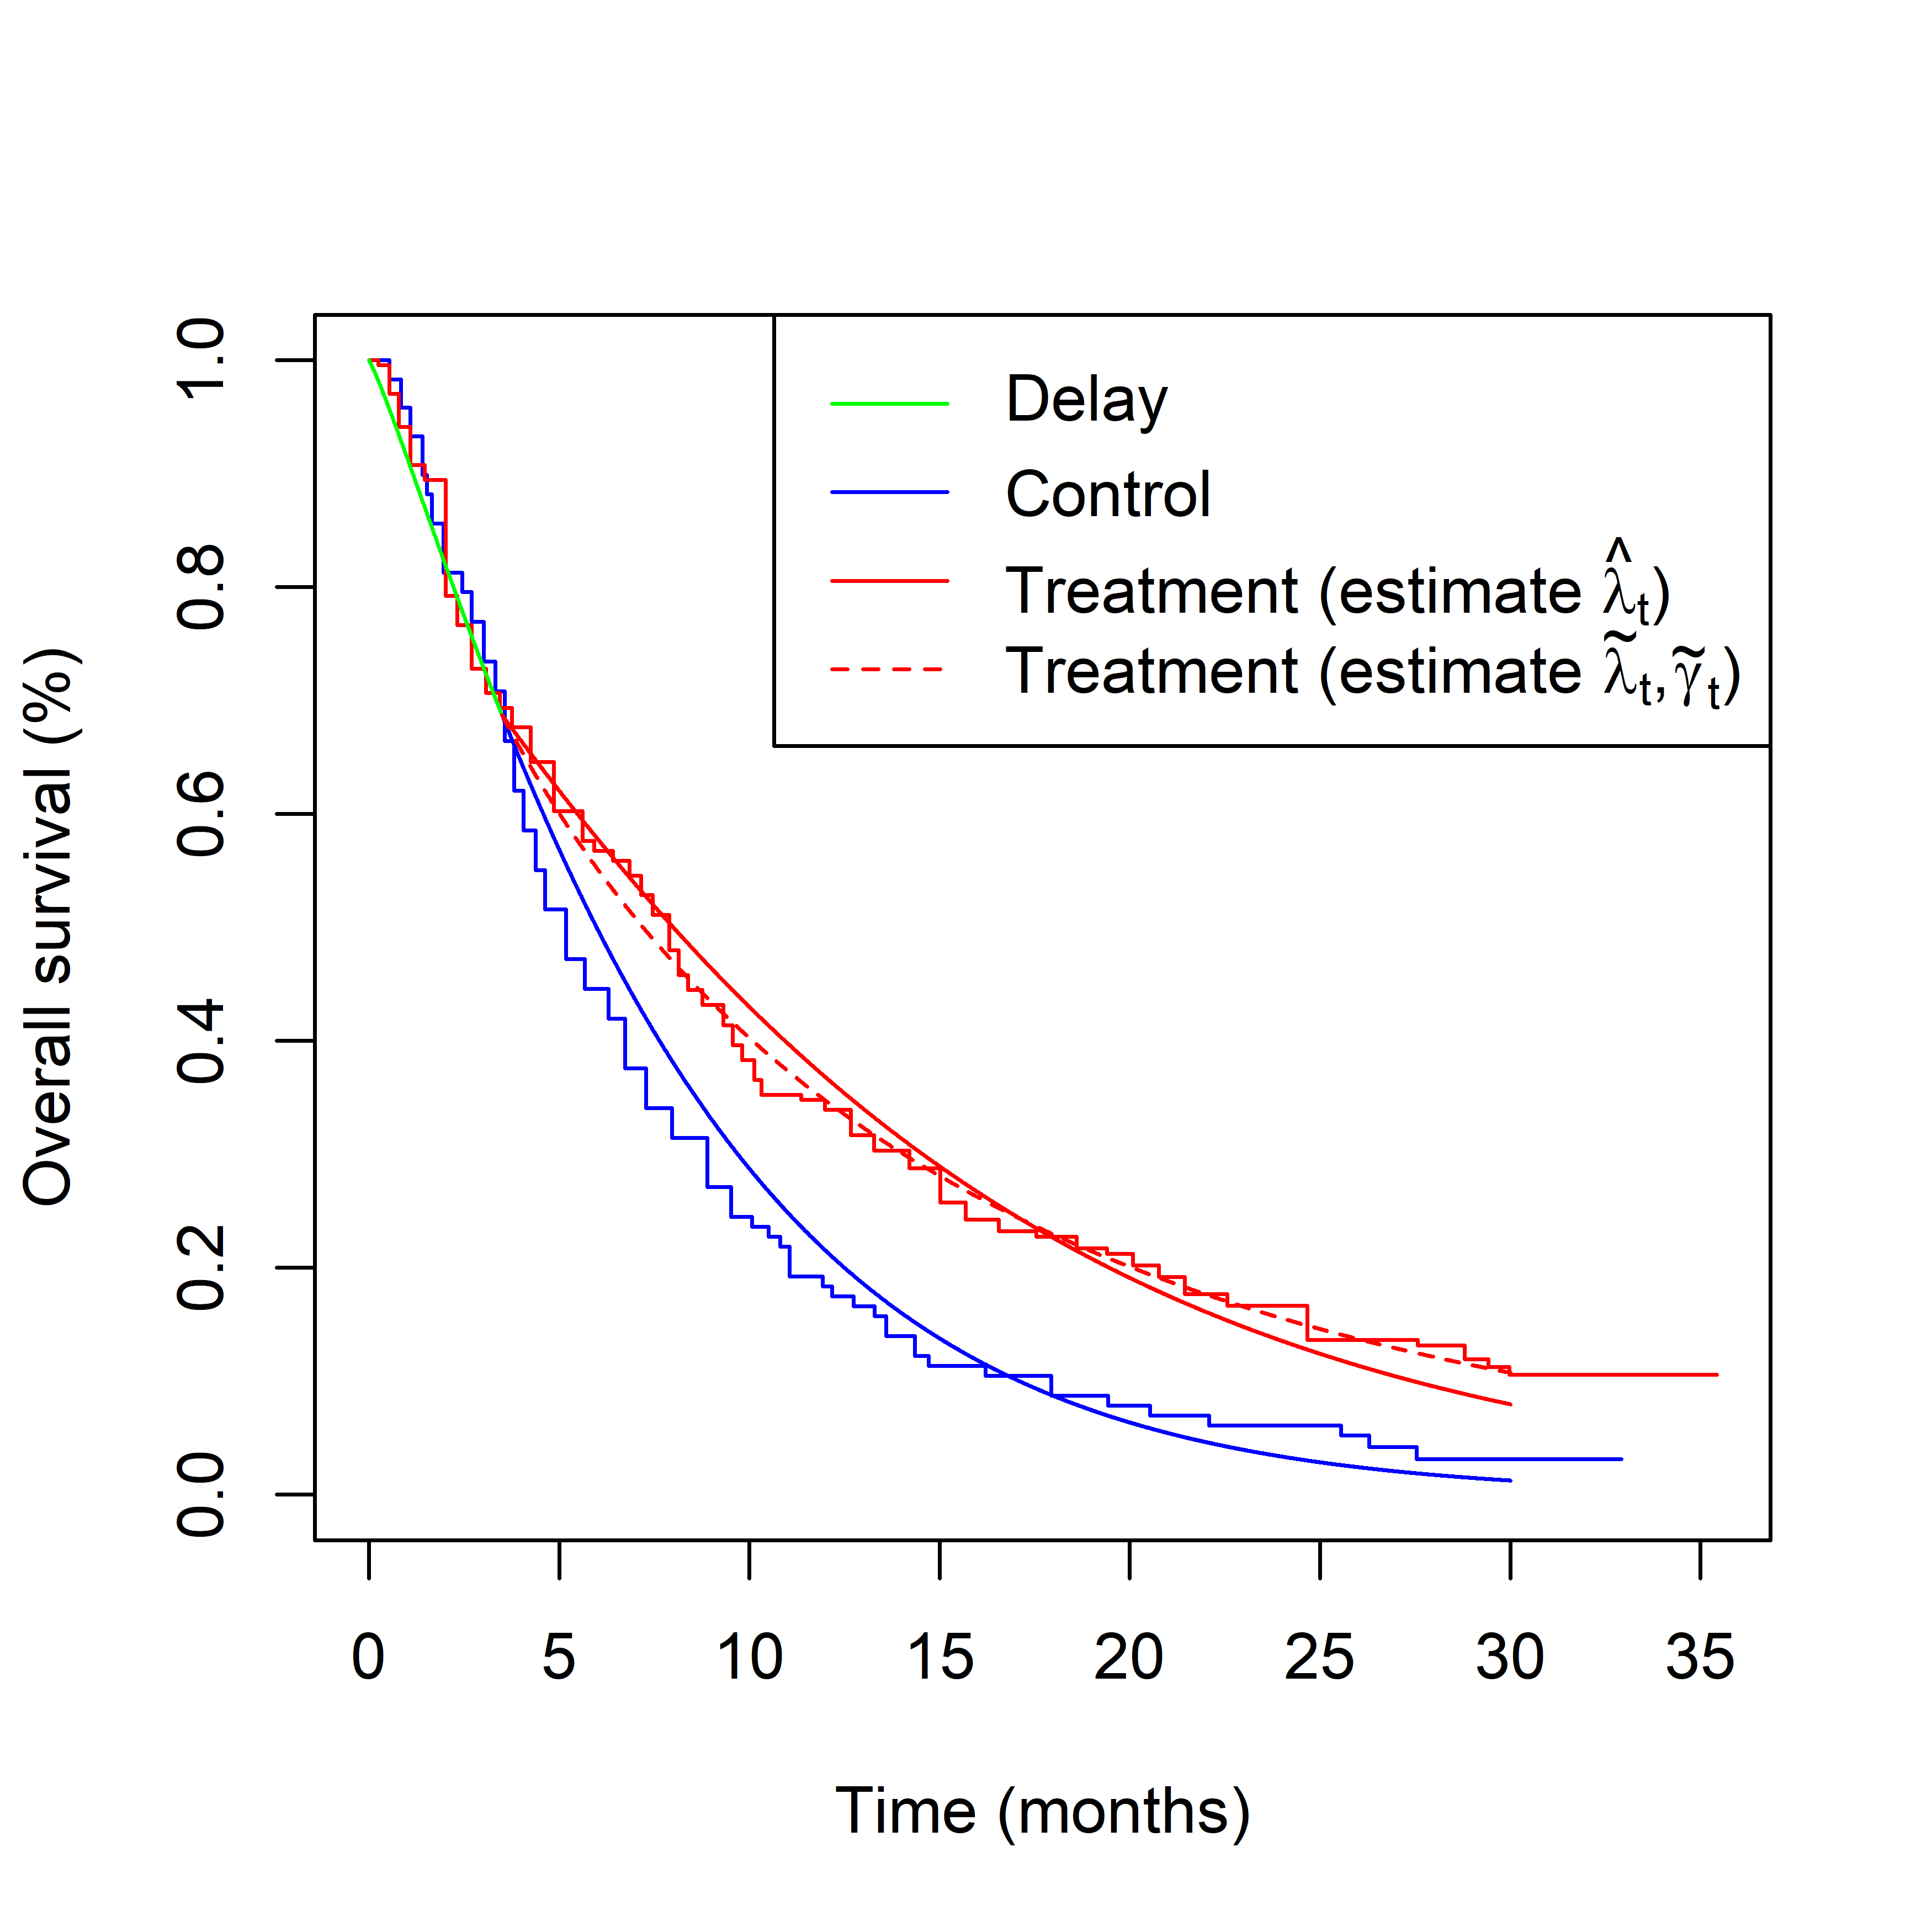 Delay
Control
Treatment (estimate λ̂t)
Treatment (estimate λ̃t, γ̃t)
Overall survival (%)
1.0
0.8
0.6
0.4
0.2
0.0
0 5 10 15 20 25 30 35
Time (months)